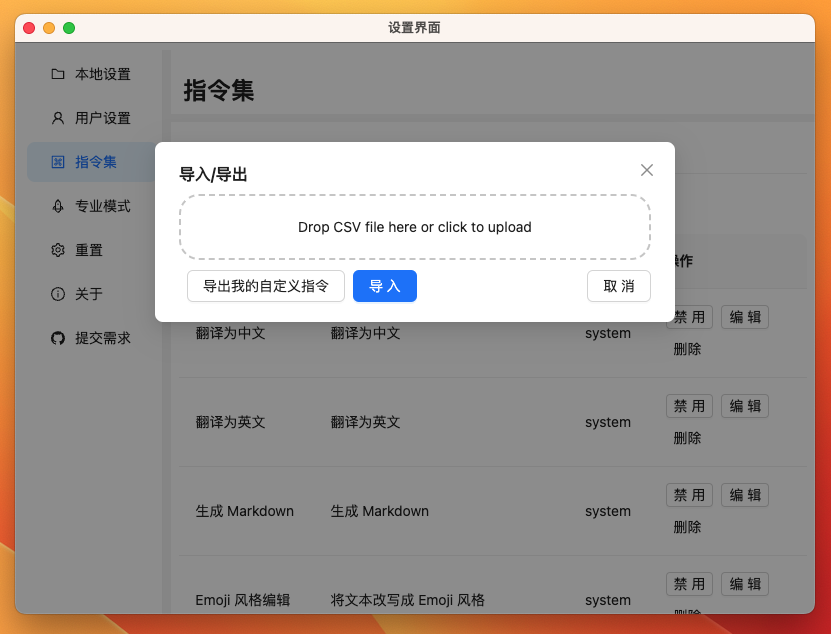 设置界面
本地设置
用户设置
指令集
专业模式
重置
关于
提交需求
指令集
导入/导出
Drop CSV file here or click to upload
导出我的自定义指令
导 入
取 消
操作
翻译为中文 翻译为中文 system 禁 用 编 辑
删除
翻译为英文 翻译为英文 system 禁 用 编 辑
删除
生成 Markdown 生成 Markdown system 禁 用 编 辑
删除
Emoji 风格编辑 将文本改写成 Emoji 风格 system 禁 用 编 辑
删除